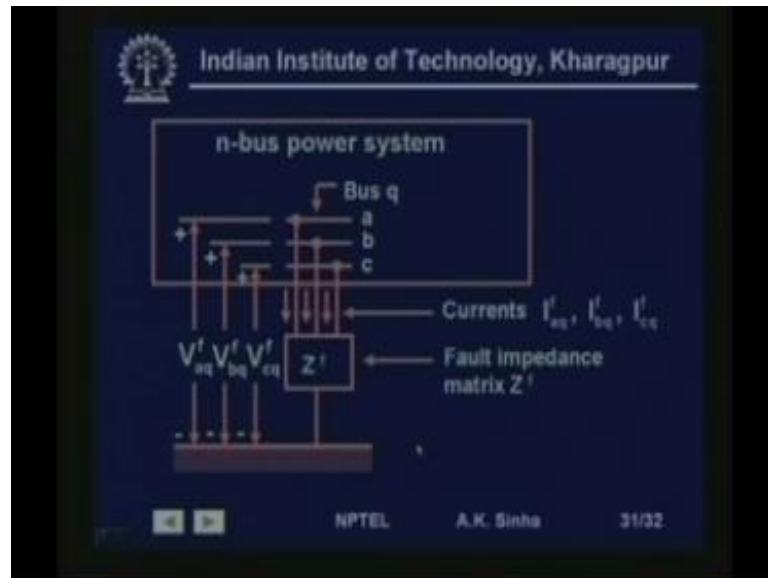 Indian Institute of Technology, Kharagpur
n-bus power system
Bus q
a
b
c
+
+
+
Currents I^f_aq, I^f_bq, I^f_cq
V^f_aq V^f_bq V^f_cq
Z^f
Fault impedance
matrix Z^f
- - -
NPTEL A.K. Sinha 31/32